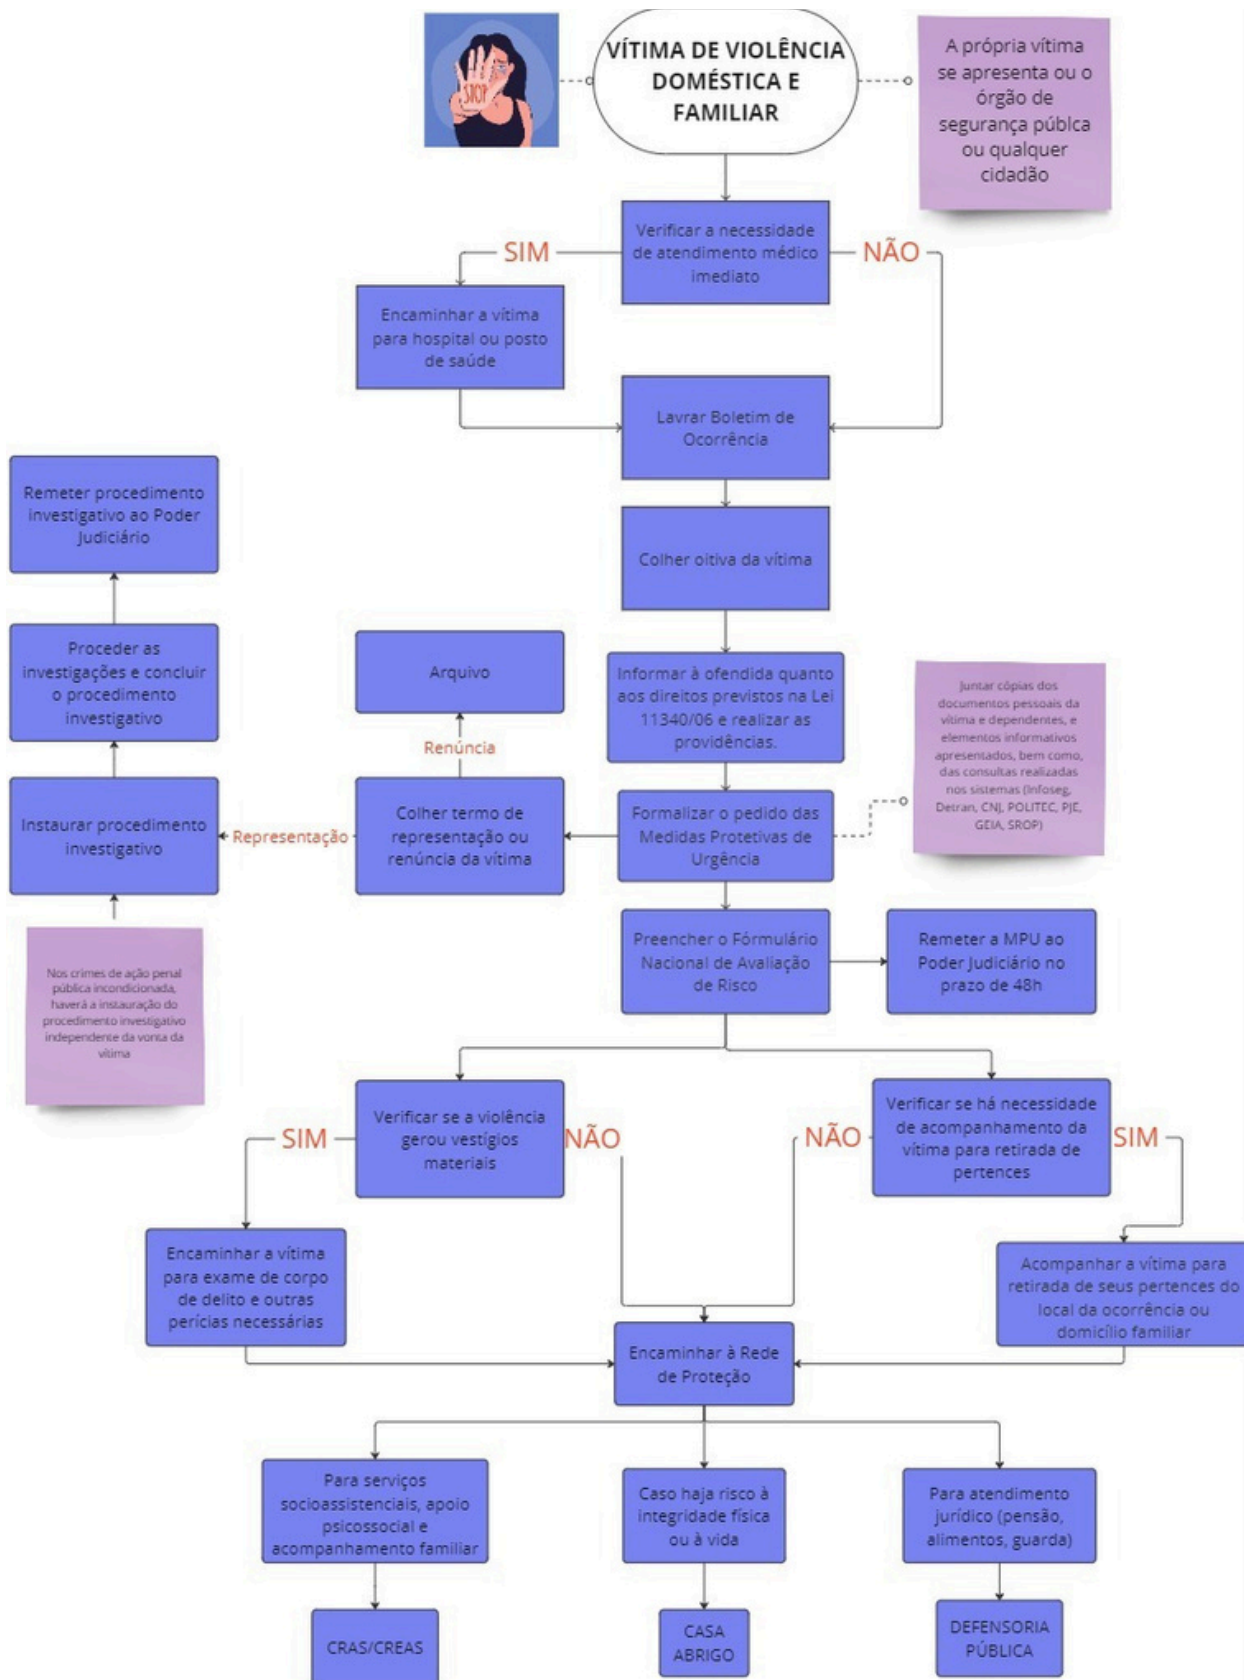 VÍTIMA DE VIOLÊNCIA
DOMÉSTICA E
FAMILIAR
STOP
A própria vítima
se apresenta ou o
órgão de
segurança públca
ou qualquer
cidadão
Verificar a necessidade
de atendimento médico
imediato
SIM
NÃO
Encaminhar a vítima
para hospital ou posto
de saúde
Lavrar Boletim de
Ocorrência
Colher oitiva da vítima
Informar à ofendida quanto
aos direitos previstos na Lei
11340/06 e realizar as
providências.
Formalizar o pedido das
Medidas Protetivas de
Urgência
Juntar cópias dos
documentos pessoais da
vítima e dependentes, e
elementos informativos
apresentados, bem como,
das consultas realizadas
nos sistemas (Infoseg,
Detran, CNJ, POLITEC, PJE,
GEIA, SROP)
Colher termo de
representação ou
renúncia da vítima
Renúncia
Arquivo
Representação
Instaurar procedimento
investigativo
Nos crimes de ação penal
pública incondicionada,
haverá a instauração do
procedimento investigativo
independente da vonta da
vítima
Proceder as
investigações e concluir
o procedimento
investigativo
Remeter procedimento
investigativo ao Poder
Judiciário
Preencher o Fórmulário
Nacional de Avaliação
de Risco
Remeter a MPU ao
Poder Judiciário no
prazo de 48h
Verificar se a violência
gerou vestígios
materiais
SIM
NÃO
Verificar se há necessidade
de acompanhamento da
vítima para retirada de
pertences
NÃO
SIM
Encaminhar a vítima
para exame de corpo
de delito e outras
perícias necessárias
Acompanhar a vítima para
retirada de seus pertences do
local da ocorrência ou
domicílio familiar
Encaminhar à Rede
de Proteção
Para serviços
socioassistenciais, apoio
psicossocial e
acompanhamento familiar
Caso haja risco à
integridade física
ou à vida
Para atendimento
jurídico (pensão,
alimentos, guarda)
CRAS/CREAS
CASA
ABRIGO
DEFENSORIA
PÚBLICA